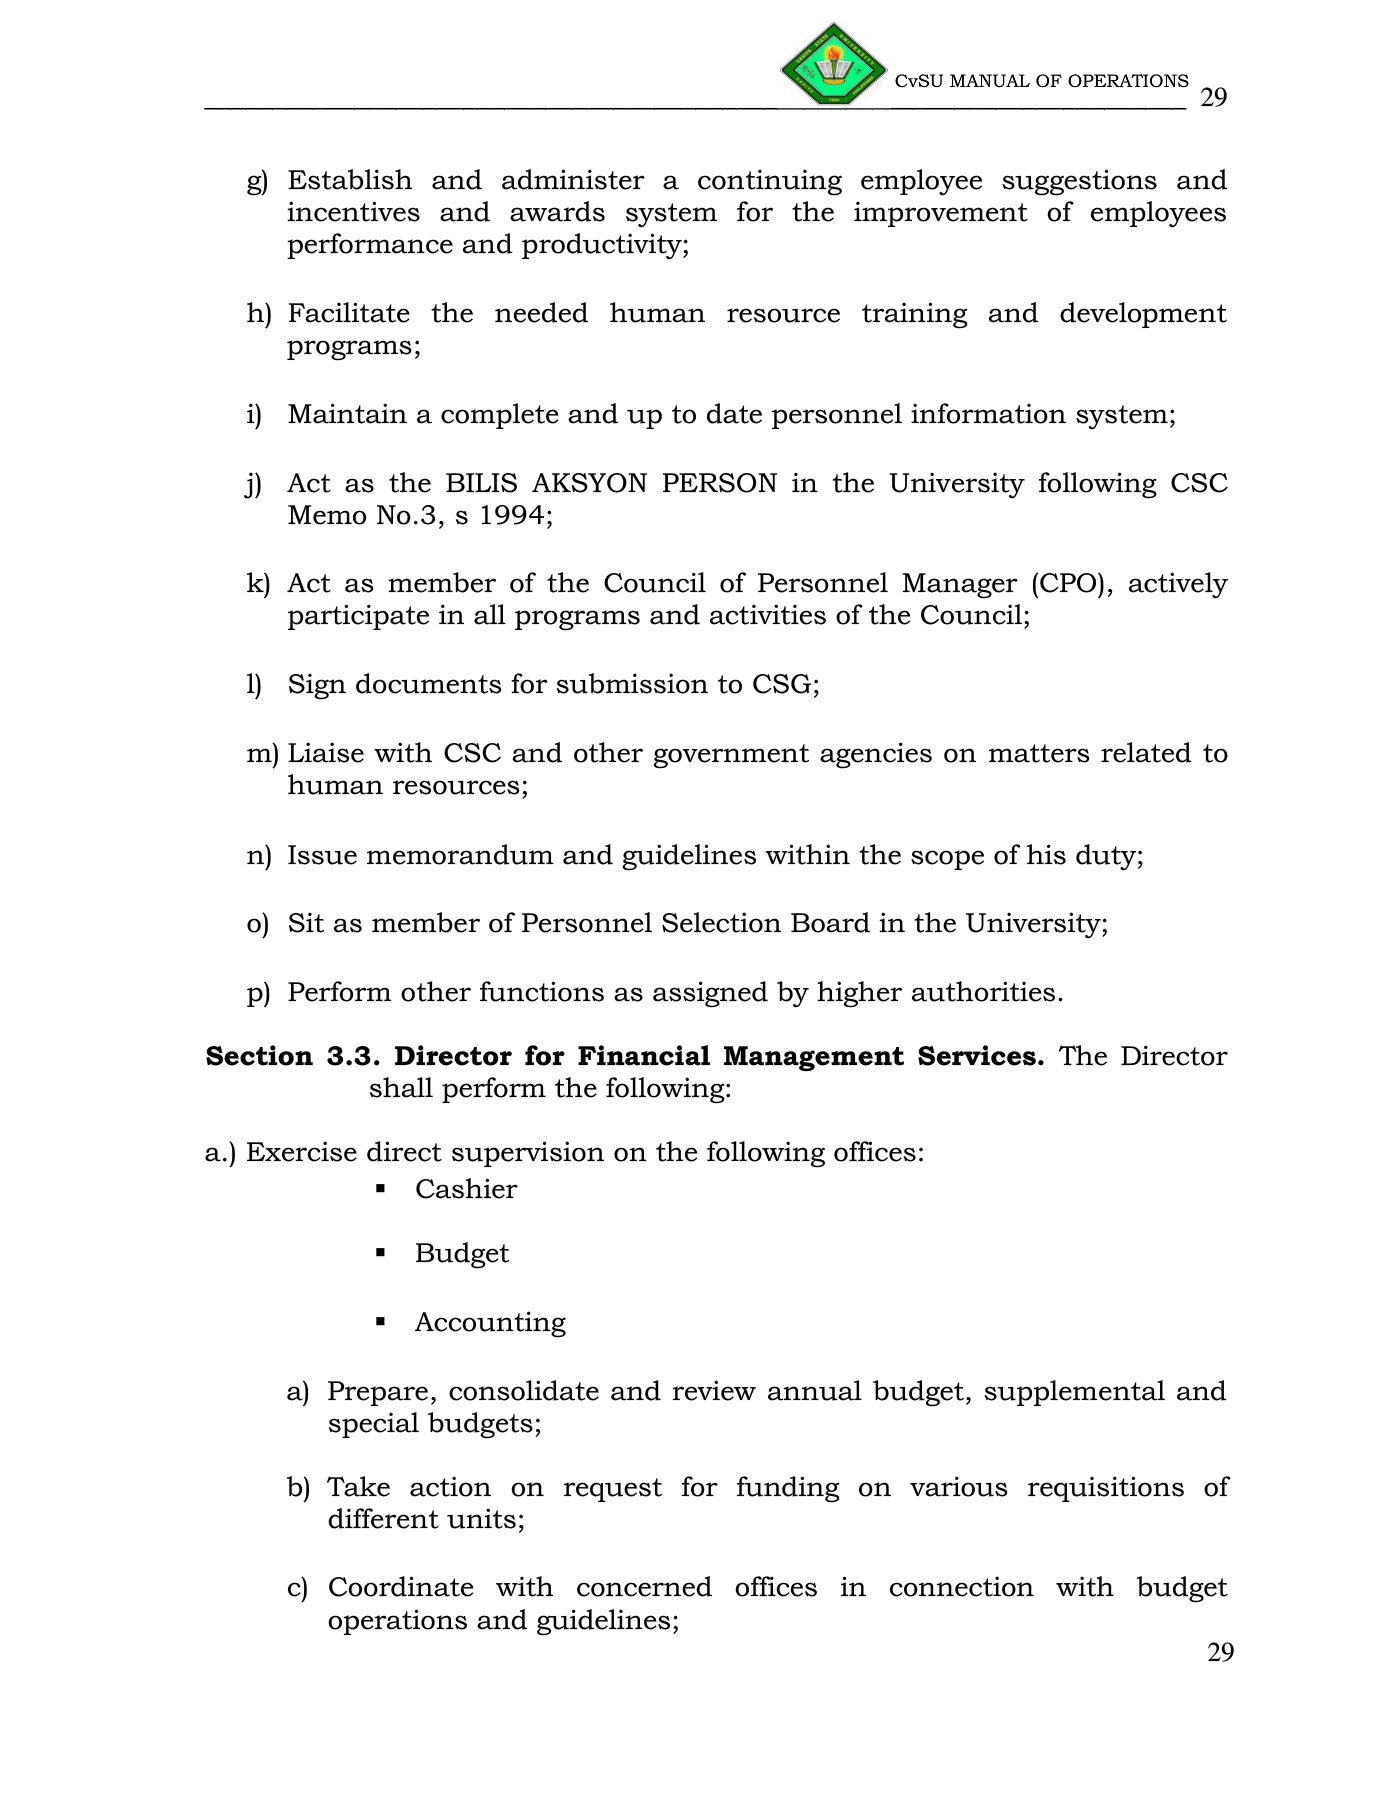 CvSU MANUAL OF OPERATIONS
29
g) Establish and administer a continuing employee suggestions and
incentives and awards system for the improvement of employees
performance and productivity;
h) Facilitate the needed human resource training and development
programs;
i) Maintain a complete and up to date personnel information system;
j) Act as the BILIS AKSYON PERSON in the University following CSC
Memo No.3, s 1994;
k) Act as member of the Council of Personnel Manager (CPO), actively
participate in all programs and activities of the Council;
l) Sign documents for submission to CSG;
m) Liaise with CSC and other government agencies on matters related to
human resources;
n) Issue memorandum and guidelines within the scope of his duty;
o) Sit as member of Personnel Selection Board in the University;
p) Perform other functions as assigned by higher authorities.
Section 3.3. Director for Financial Management Services. The Director
shall perform the following:
a.) Exercise direct supervision on the following offices:
▪ Cashier
▪ Budget
▪ Accounting
a) Prepare, consolidate and review annual budget, supplemental and
special budgets;
b) Take action on request for funding on various requisitions of
different units;
c) Coordinate with concerned offices in connection with budget
operations and guidelines;
29